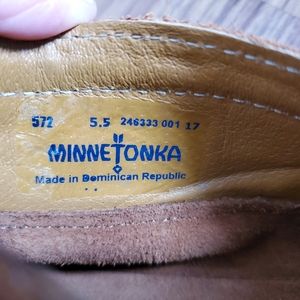 572 5.5 246333 001 17
MINNETONKA
Made in Dominican Republic